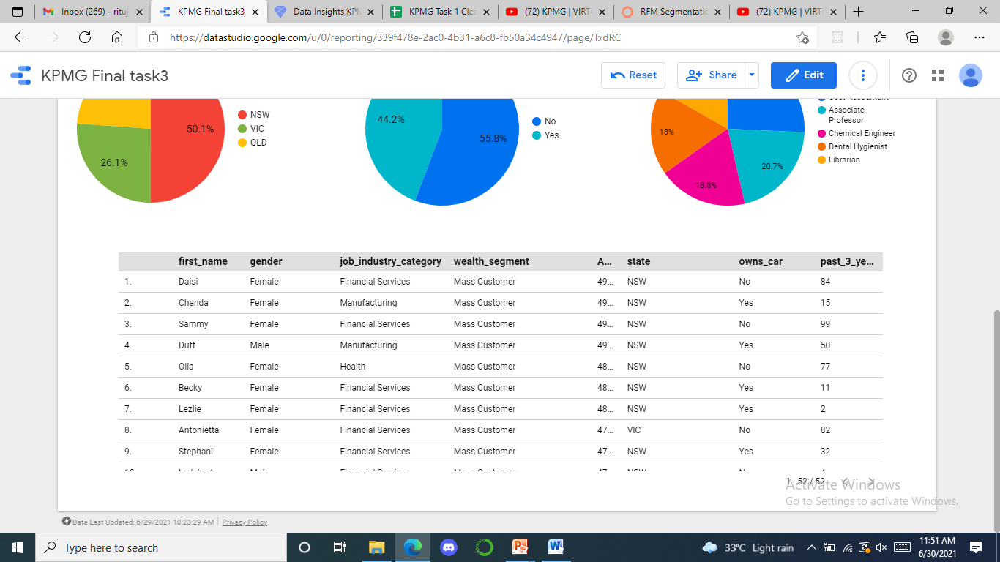 Inbox (269) - rituj
KPMG Final task3
Data Insights KPM
KPMG Task 1 Clea
(72) KPMG | VIRTU
RFM Segmentatio
(72) KPMG | VIRTU
https://datastudio.google.com/u/0/reporting/339f478e-2ac0-4b31-a6c8-fb50a34c4947/page/TxdRC
KPMG Final task3
Reset
Share
Edit
50.1%
26.1%
NSW
VIC
QLD
44.2%
55.8%
No
Yes
18%
18.8%
20.7%
Associate
Professor
Chemical Engineer
Dental Hygienist
Librarian
first_name gender job_industry_category wealth_segment A... state owns_car past_3_ye...
1. Daisi Female Financial Services Mass Customer 49... NSW No 84
2. Chanda Female Manufacturing Mass Customer 49... NSW Yes 15
3. Sammy Female Financial Services Mass Customer 49... NSW No 99
4. Duff Male Manufacturing Mass Customer 49... NSW Yes 50
5. Olia Female Health Mass Customer 48... NSW No 77
6. Becky Female Financial Services Mass Customer 48... NSW Yes 11
7. Lezlie Female Financial Services Mass Customer 48... NSW Yes 2
8. Antonietta Female Financial Services Mass Customer 47... VIC No 82
9. Stephani Female Financial Services Mass Customer 47... NSW Yes 32
1 - 52 / 52
Activate Windows
Go to Settings to activate Windows.
Data Last Updated: 6/29/2021 10:23:29 AM | Privacy Policy
Type here to search
33°C Light rain
11:51 AM
6/30/2021